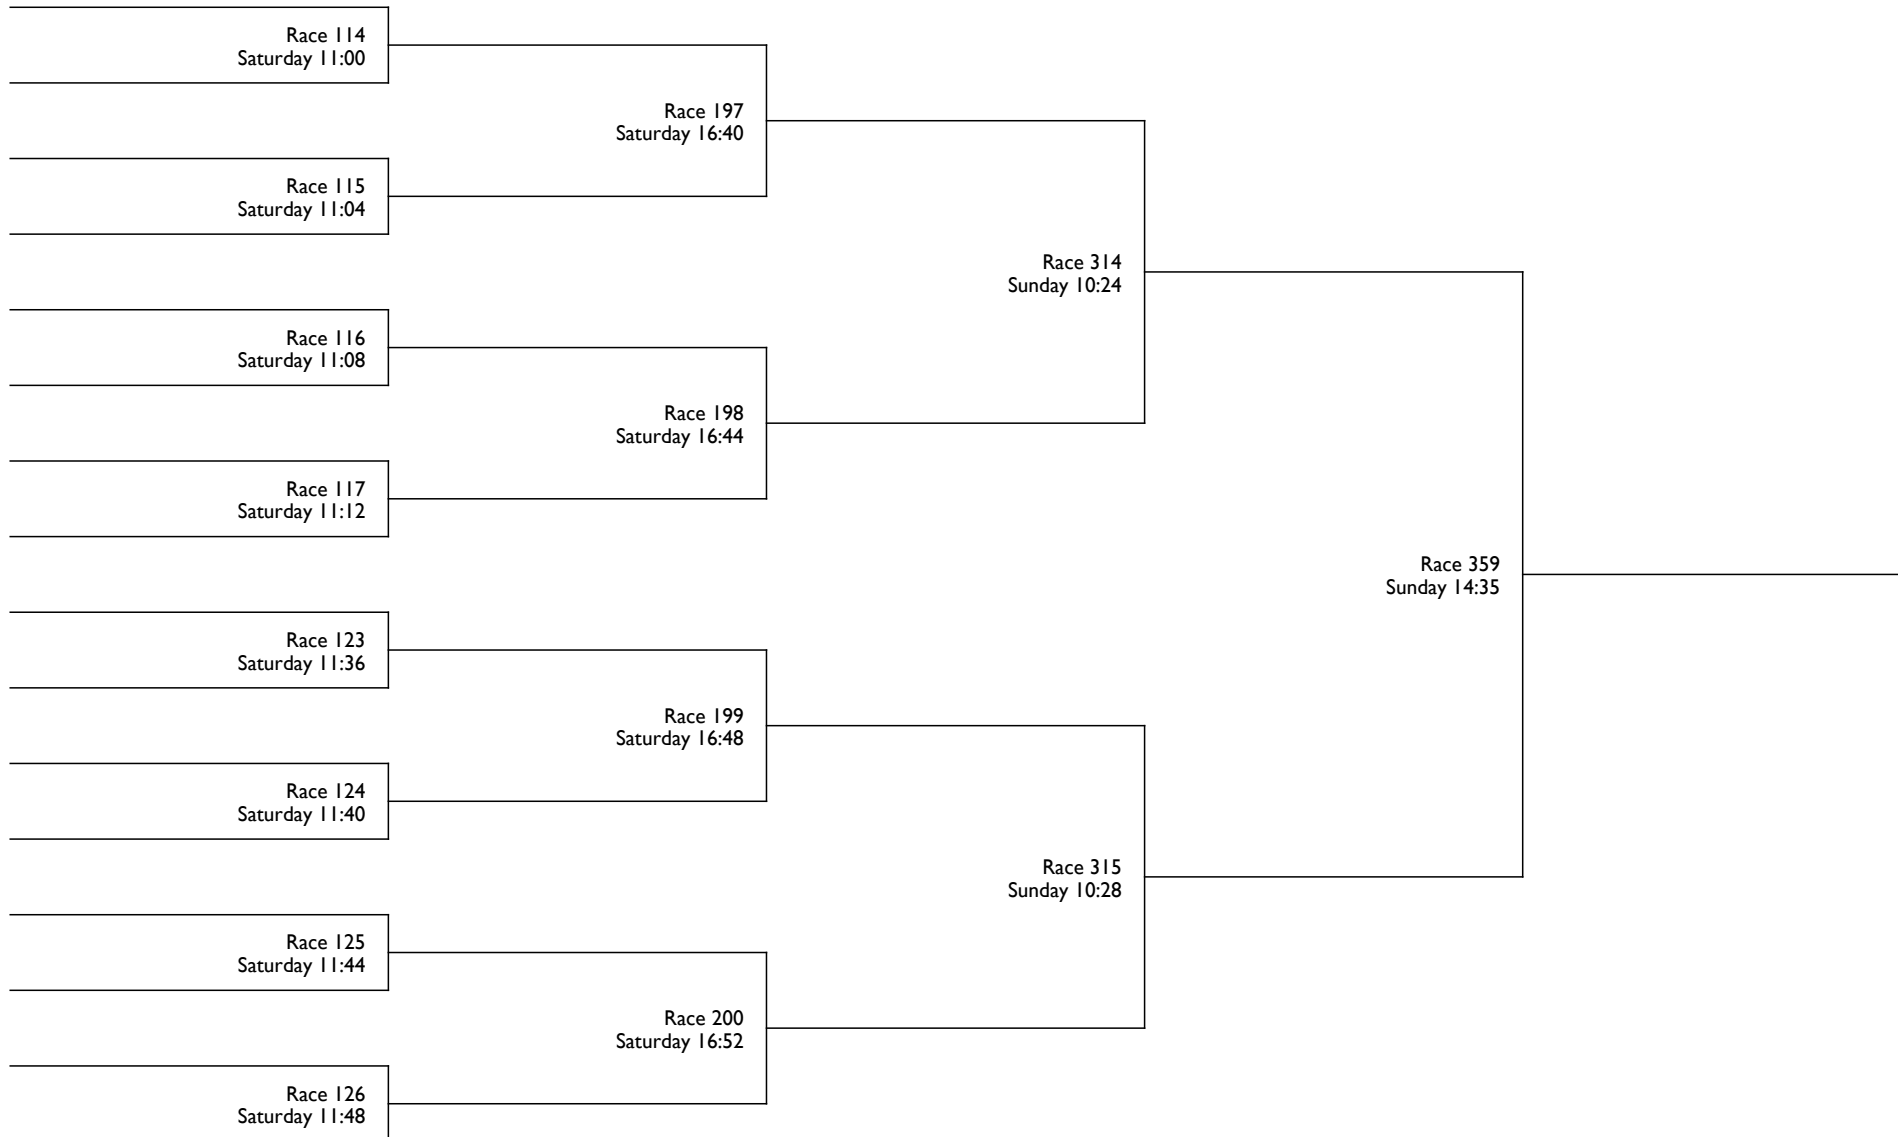 Race 114
Saturday 11:00
Race 197
Saturday 16:40
Race 115
Saturday 11:04
Race 314
Sunday 10:24
Race 116
Saturday 11:08
Race 198
Saturday 16:44
Race 117
Saturday 11:12
Race 359
Sunday 14:35
Race 123
Saturday 11:36
Race 199
Saturday 16:48
Race 124
Saturday 11:40
Race 315
Sunday 10:28
Race 125
Saturday 11:44
Race 200
Saturday 16:52
Race 126
Saturday 11:48